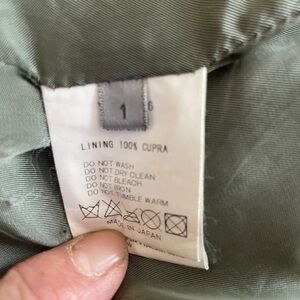 1
6
LINING 100% CUPRA
DO NOT WASH
DO NOT DRY CLEAN
DO NOT BLEACH
DO NOT IRON
DO NOT TUMBLE WARM
MADE IN JAPAN